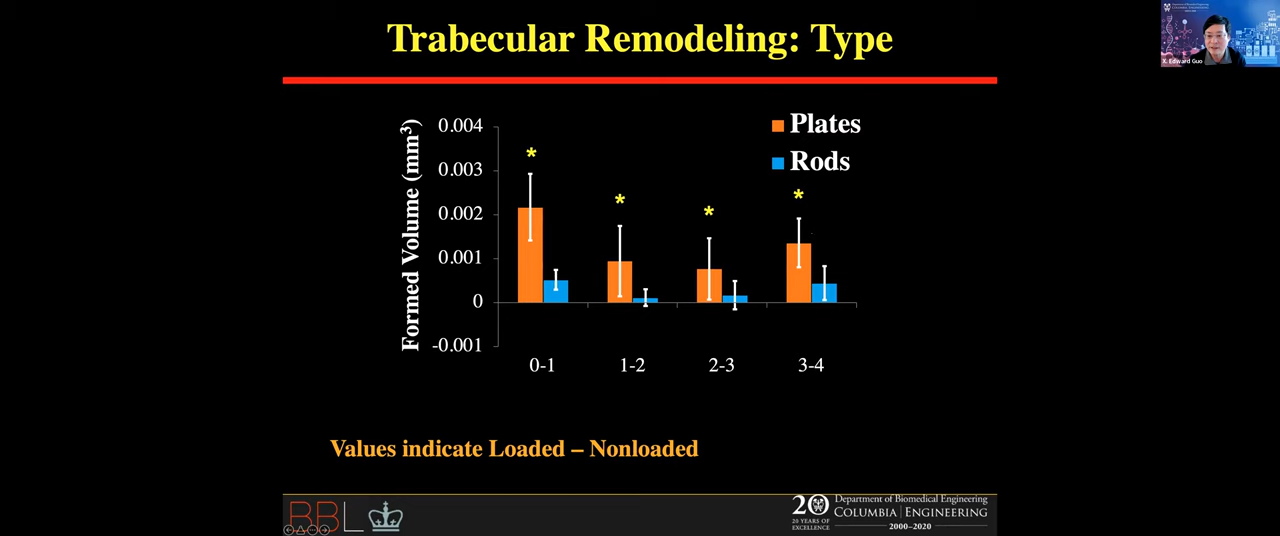 Trabecular Remodeling: Type
X. Edward Guo
Plates
Rods
Formed Volume (mm³)
0.004
0.003
0.002
0.001
0
-0.001
*
*
*
*
0-1
1-2
2-3
3-4
Values indicate Loaded – Nonloaded
BBL
20
20 YEARS OF
EXCELLENCE
Department of Biomedical Engineering
COLUMBIA | ENGINEERING
2000–2020